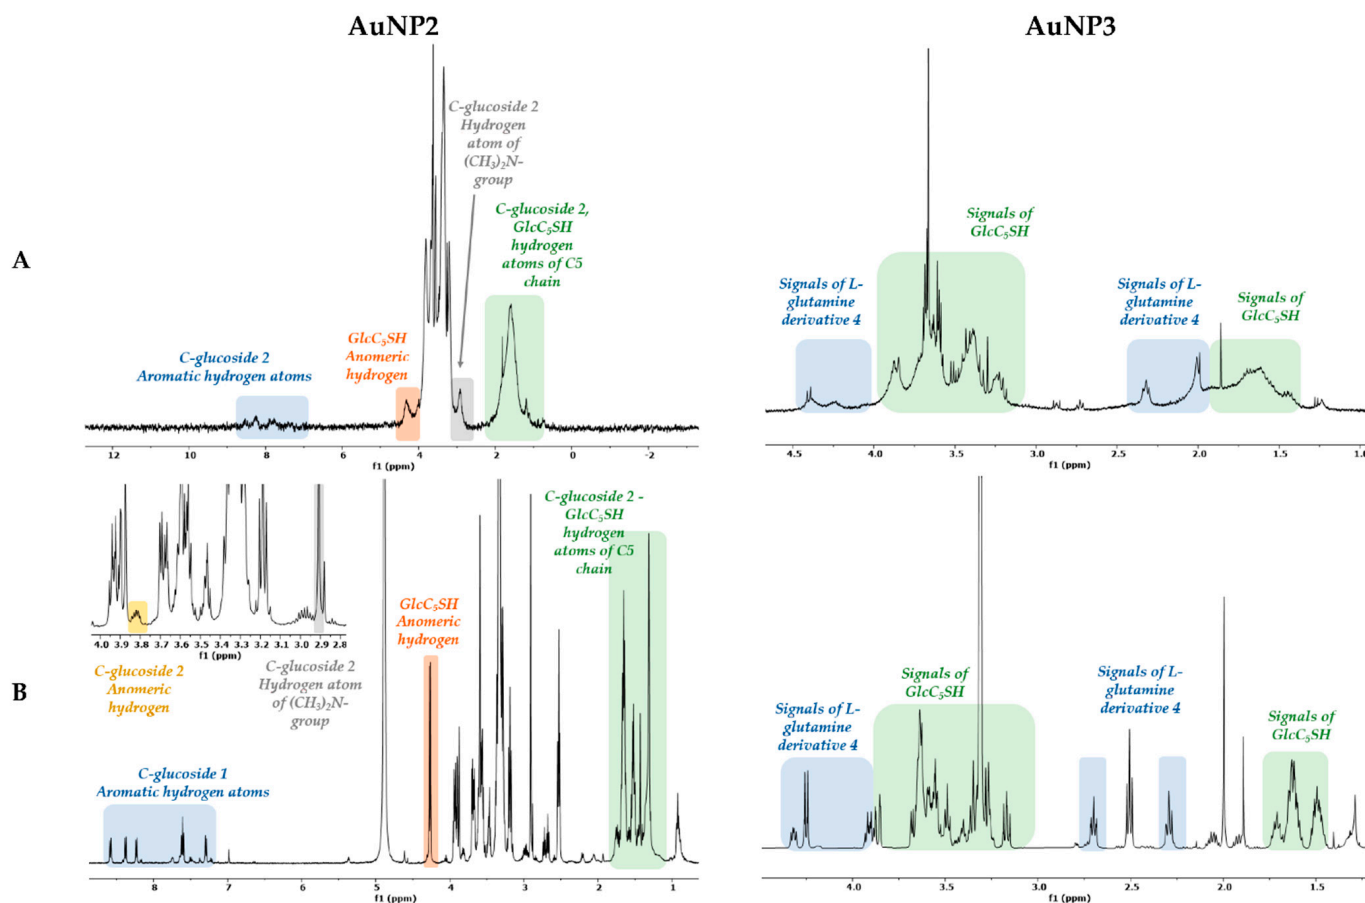 AuNP2
AuNP3
A
C-glucoside 2
Hydrogen
atom of
(CH₃)₂N-
group
C-glucoside 2,
GlcC₅SH
hydrogen
atoms of C5
chain
GlcC₅SH
Anomeric
hydrogen
C-glucoside 2
Aromatic hydrogen atoms
12 10 8 6 4 2 0 -2
f1 (ppm)
Signals of
GlcC₅SH
Signals of L-
glutamine
derivative 4
Signals of L-
glutamine
derivative 4
Signals of
GlcC₅SH
4.5 4.0 3.5 3.0 2.5 2.0 1.5 1.0
f1 (ppm)
B
4.0 3.9 3.8 3.7 3.6 3.5 3.4 3.3 3.2 3.1 3.0 2.9 2.8
f1 (ppm)
C-glucoside 2
Anomeric
hydrogen
C-glucoside 2
Hydrogen atom
of (CH₃)₂N-
group
GlcC₅SH
Anomeric
hydrogen
C-glucoside 2 -
GlcC₅SH
hydrogen
atoms of C5
chain
C-glucoside 1
Aromatic hydrogen atoms
8 7 6 5 4 3 2 1
f1 (ppm)
Signals of L-
glutamine
derivative 4
Signals of
GlcC₅SH
Signals of L-
glutamine
derivative 4
Signals of
GlcC₅SH
4.0 3.5 3.0 2.5 2.0 1.5
f1 (ppm)